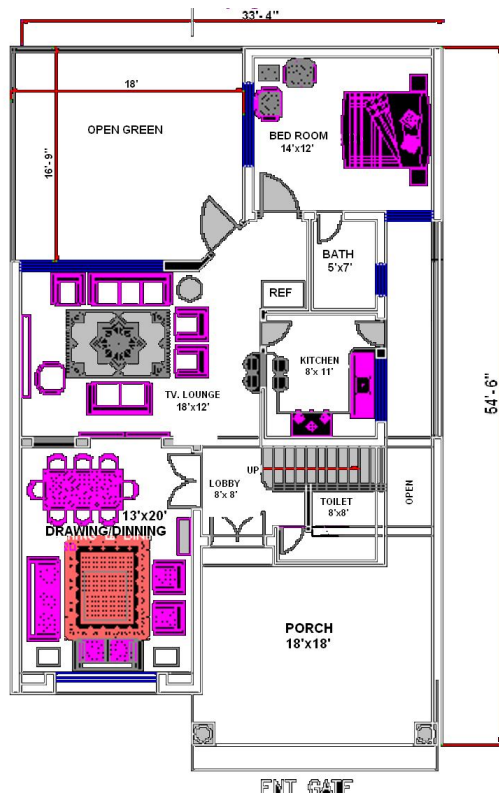 33'-4"
18'
OPEN GREEN
16'-9"
BED ROOM
14'x12'
BATH
5'x7'
REF
KITCHEN
8'x 11'
TV. LOUNGE
18'x12'
54'-6"
UP
LOBBY
8'x 8'
TOILET
8'x8'
OPEN
13'x20'
DRAWING/DINNING
PORCH
18'x18'
ENT GATE